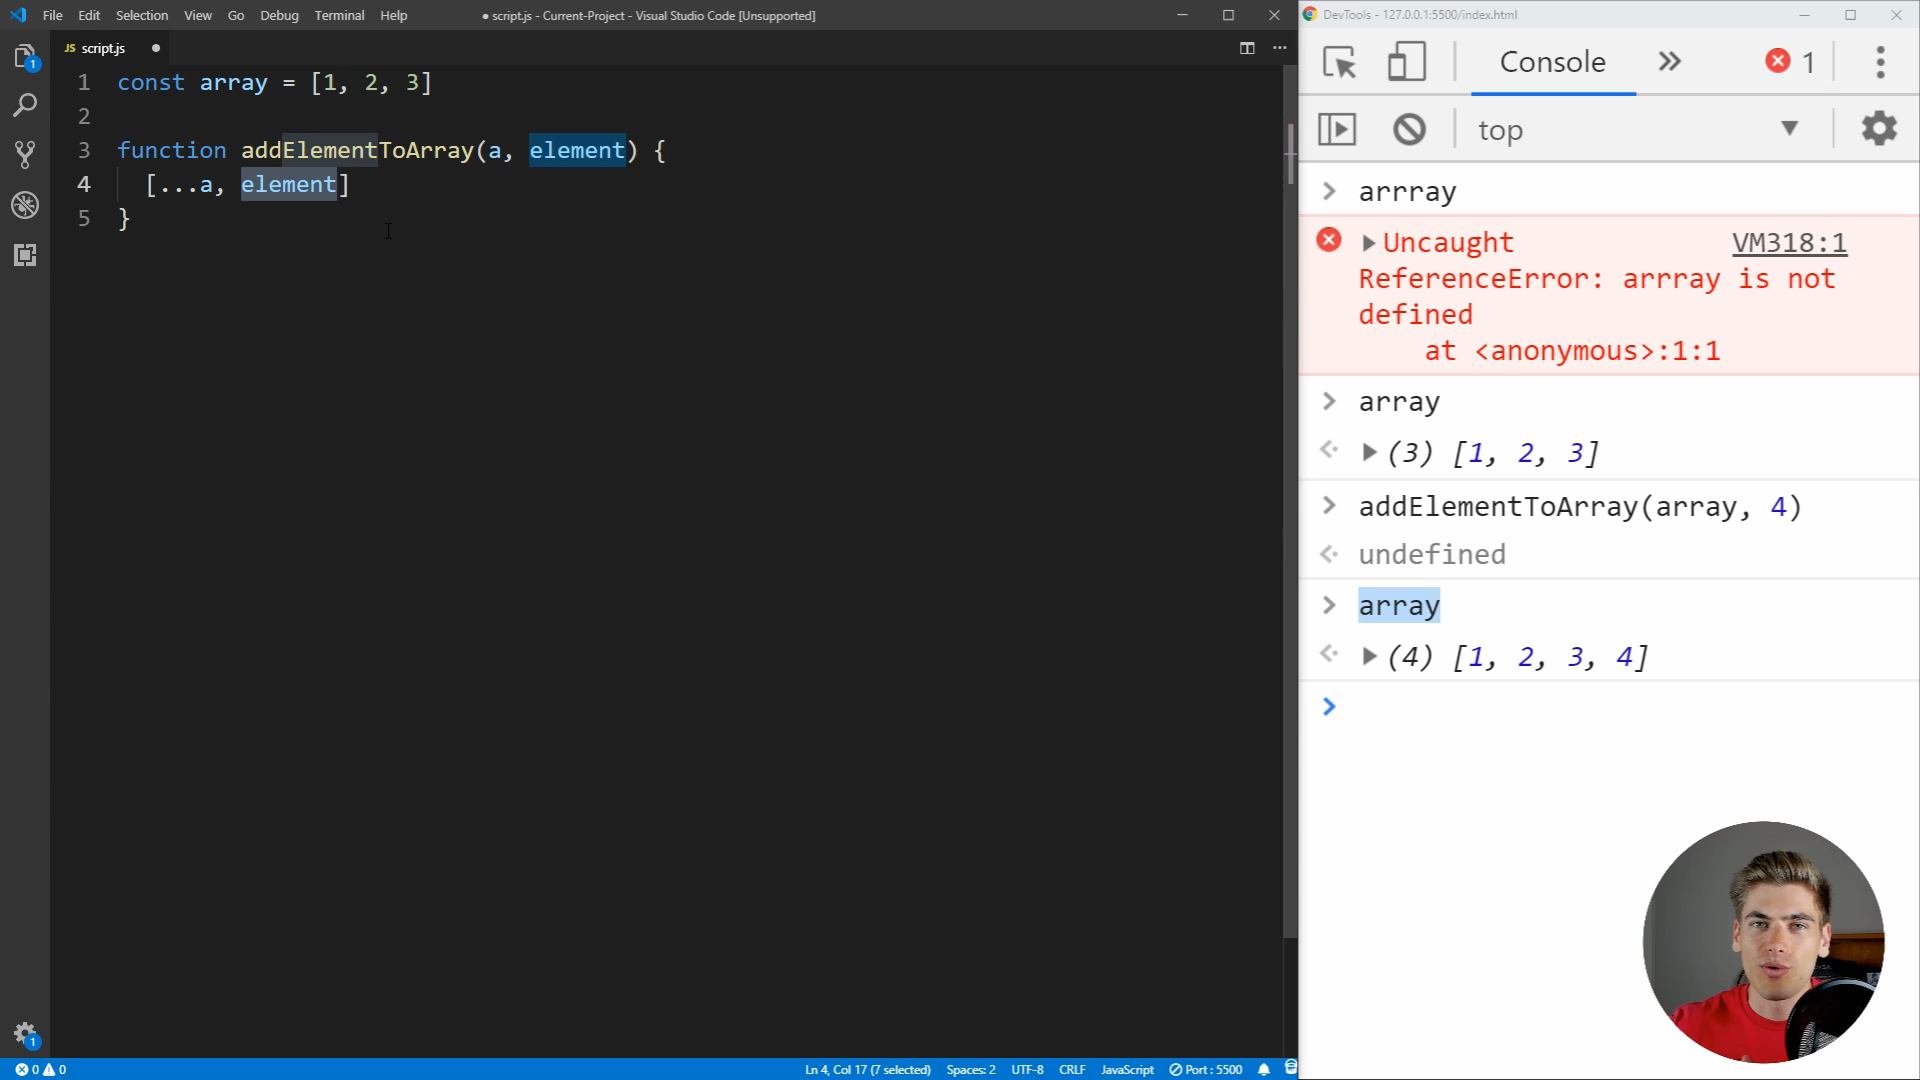 File Edit Selection View Go Debug Terminal Help
● script.js - Current-Project - Visual Studio Code [Unsupported]
JS script.js
1 const array = [1, 2, 3]
2
3 function addElementToArray(a, element) {
4 [...a, element]
5 }
1
1
0 0
Ln 4, Col 17 (7 selected) Spaces: 2 UTF-8 CRLF JavaScript Port : 5500
DevTools - 127.0.0.1:5500/index.html
Console » 1
top
> arrray
Uncaught VM318:1
ReferenceError: arrray is not
defined
at <anonymous>:1:1
> array
(3) [1, 2, 3]
> addElementToArray(array, 4)
undefined
> array
(4) [1, 2, 3, 4]
>